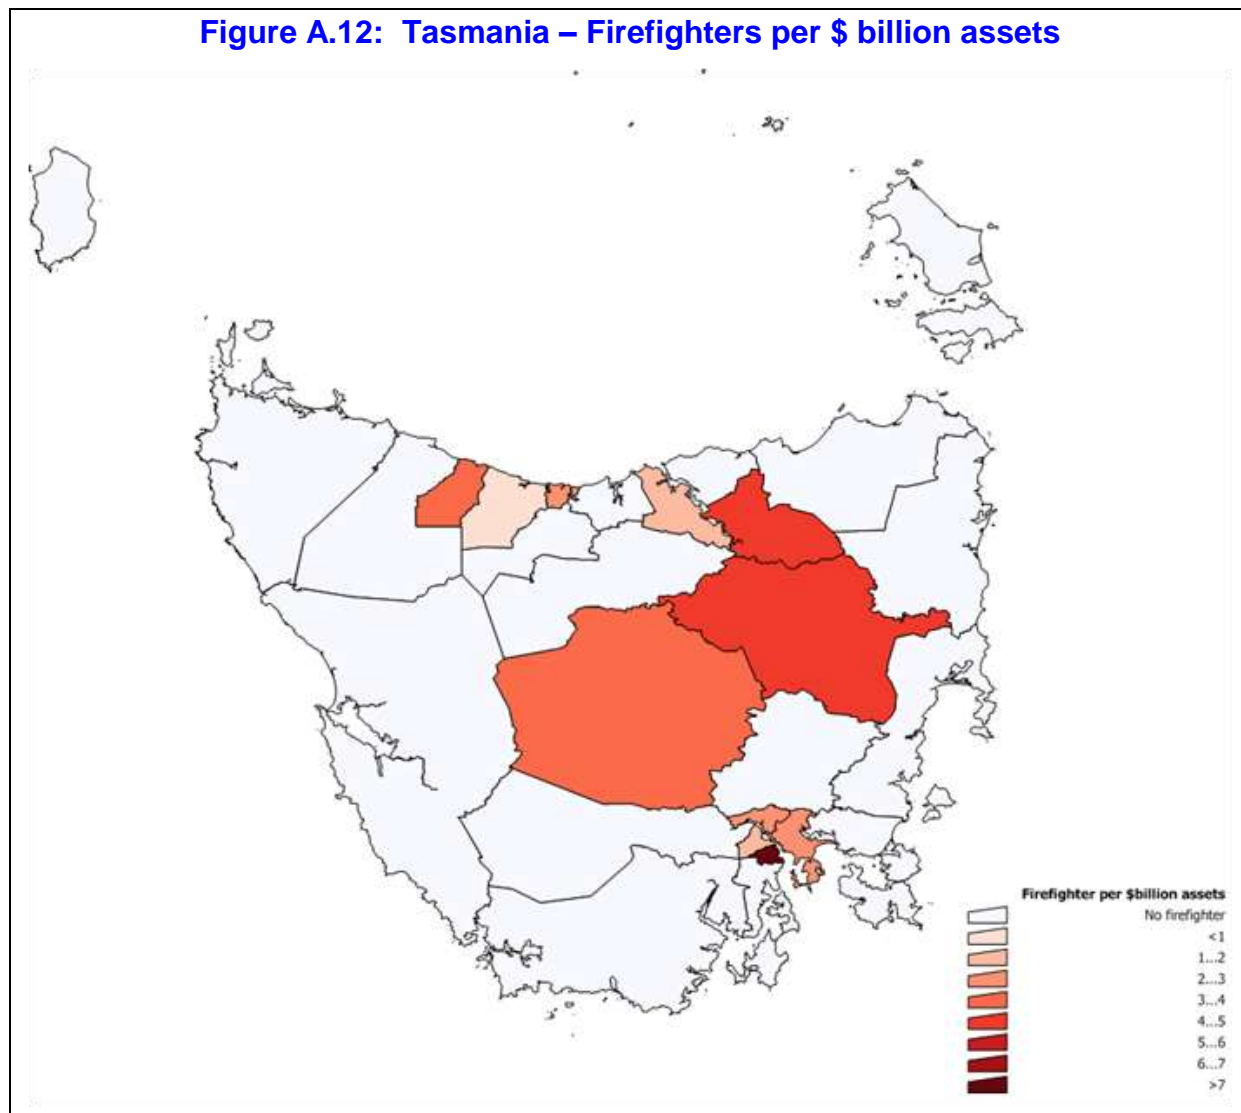 Figure A.12: Tasmania – Firefighters per $ billion assets
Firefighter per $billion assets
No firefighter
<1
1...2
2...3
3...4
4...5
5...6
6...7
>7